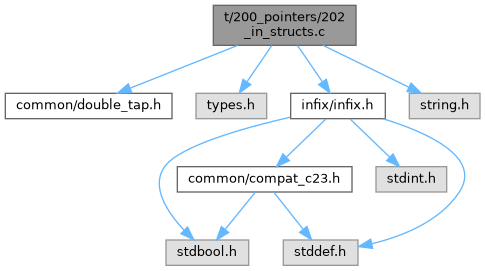 t/200_pointers/202
_in_structs.c
common/double_tap.h
types.h
infix/infix.h
string.h
common/compat_c23.h
stdint.h
stdbool.h
stddef.h